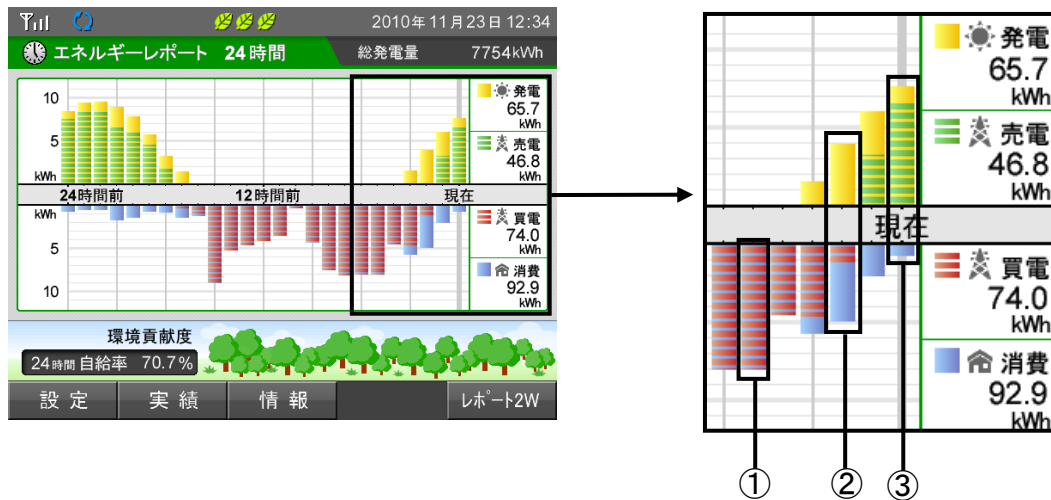 2010年11月23日 12:34
エネルギーレポート 24時間
総発電量 7754kWh
10
5
kWh
24時間前 12時間前 現在
kWh
5
10
発電
65.7
kWh
売電
46.8
kWh
買電
74.0
kWh
消費
92.9
kWh
環境貢献度
24時間 自給率 70.7%
設定 実績 情報 ﾚﾎﾟｰﾄ2W
発電
65.7
kWh
売電
46.8
kWh
現在
買電
74.0
kWh
消費
92.9
kWh
① ② ③